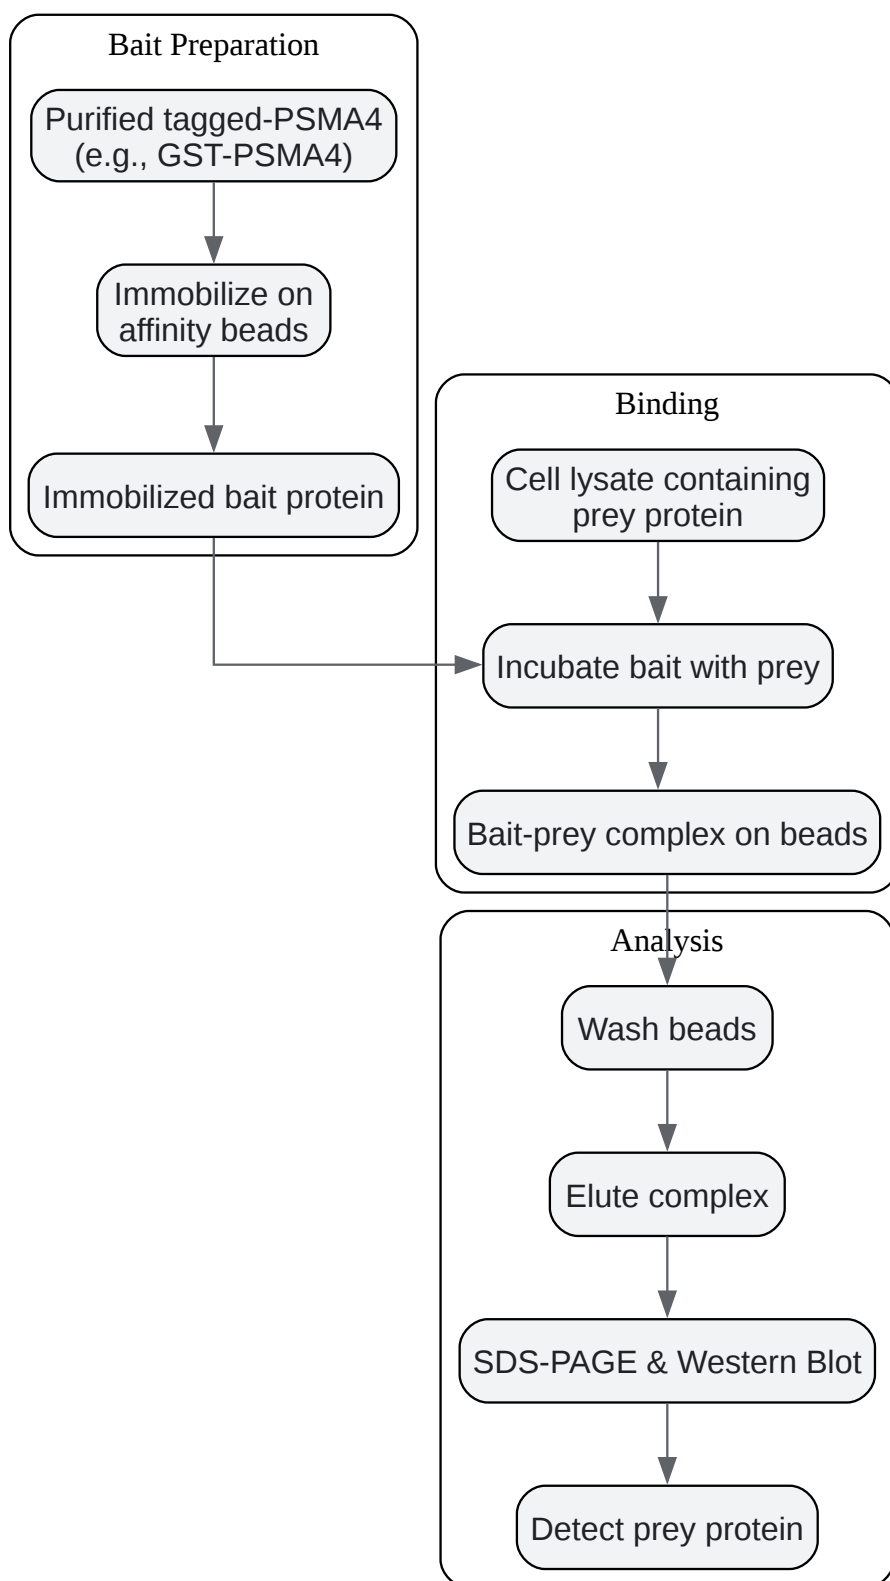 Bait Preparation
Purified tagged-PSMA4
(e.g., GST-PSMA4)
Immobilize on
affinity beads
Immobilized bait protein
Binding
Cell lysate containing
prey protein
Incubate bait with prey
Bait-prey complex on beads
Analysis
Wash beads
Elute complex
SDS-PAGE & Western Blot
Detect prey protein